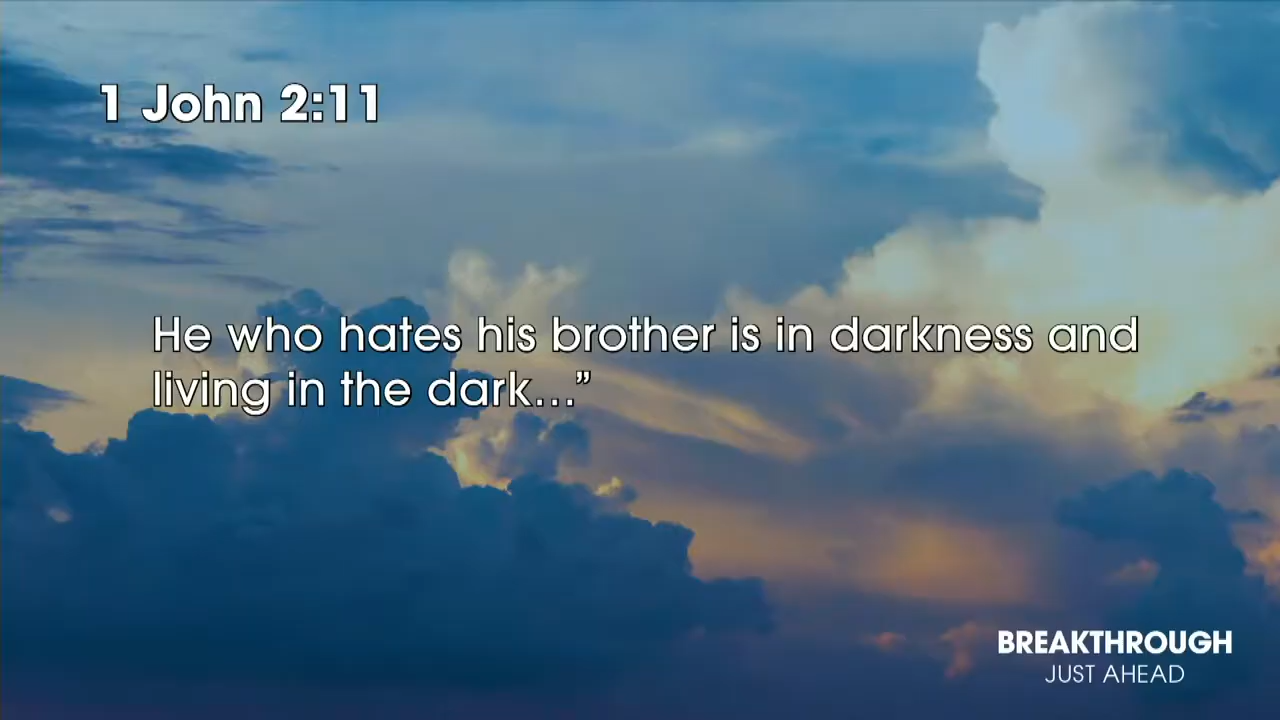 1 John 2:11
He who hates his brother is in darkness and
living in the dark…”
BREAKTHROUGH
JUST AHEAD